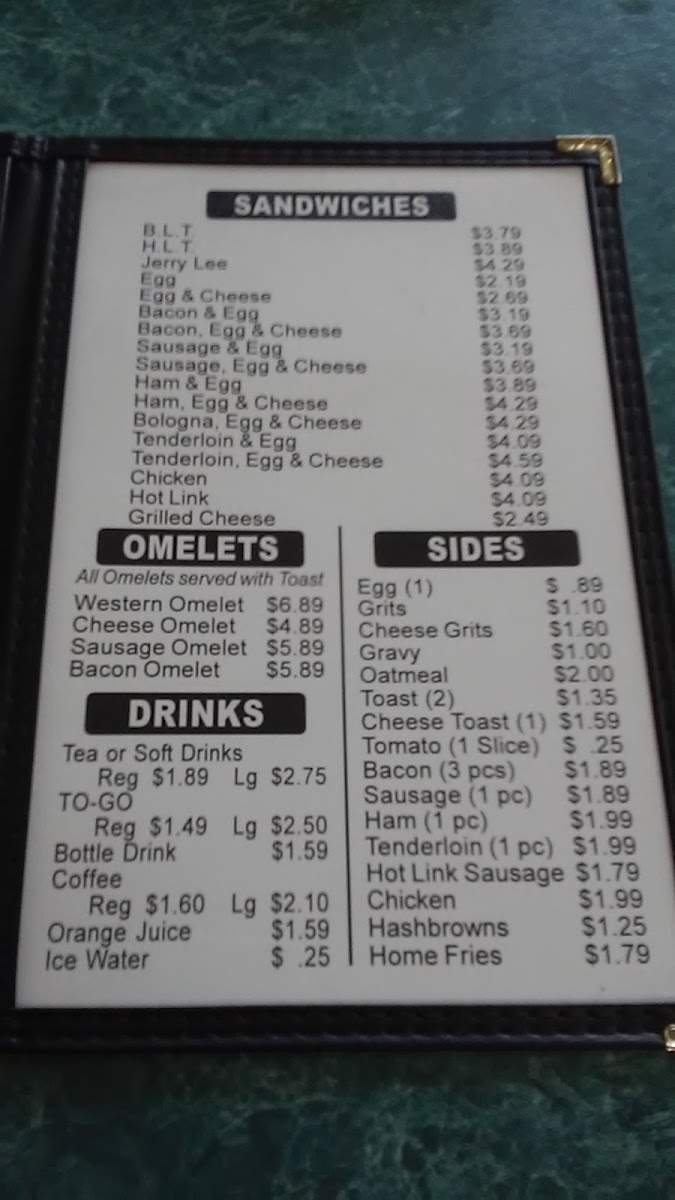 SANDWICHES
B.L.T. $3.79
H.L.T. $3.89
Jerry Lee $4.29
Egg $2.19
Egg & Cheese $2.69
Bacon & Egg $3.19
Bacon, Egg & Cheese $3.69
Sausage & Egg $3.19
Sausage, Egg & Cheese $3.69
Ham & Egg $3.89
Ham, Egg & Cheese $4.29
Bologna, Egg & Cheese $4.29
Tenderloin & Egg $4.09
Tenderloin, Egg & Cheese $4.59
Chicken $4.09
Hot Link $4.09
Grilled Cheese $2.49
OMELETS
All Omelets served with Toast
Western Omelet $6.89
Cheese Omelet $4.89
Sausage Omelet $5.89
Bacon Omelet $5.89
DRINKS
Tea or Soft Drinks
Reg $1.89 Lg $2.75
TO-GO
Reg $1.49 Lg $2.50
Bottle Drink $1.59
Coffee
Reg $1.60 Lg $2.10
Orange Juice $1.59
Ice Water $ .25
SIDES
Egg (1) $ .89
Grits $1.10
Cheese Grits $1.60
Gravy $1.00
Oatmeal $2.00
Toast (2) $1.35
Cheese Toast (1) $1.59
Tomato (1 Slice) $ .25
Bacon (3 pcs) $1.89
Sausage (1 pc) $1.89
Ham (1 pc) $1.99
Tenderloin (1 pc) $1.99
Hot Link Sausage $1.79
Chicken $1.99
Hashbrowns $1.25
Home Fries $1.79